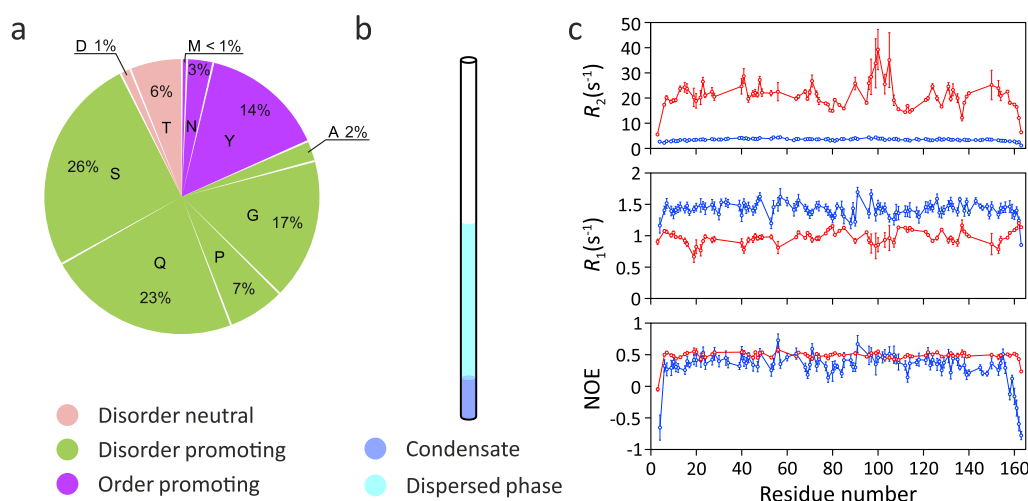 a
b
c
D 1%
M < 1%
3%
6%
14%
T
N
Y
A 2%
26%
S
G
17%
Q
P
23%
7%
Disorder neutral
Disorder promoting
Order promoting
Condensate
Dispersed phase
R2(s-1)
50
40
30
20
10
0
R1(s-1)
2
1.5
1
0.5
0
NOE
1
0.5
0
-0.5
-1
0 20 40 60 80 100 120 140 160
Residue number